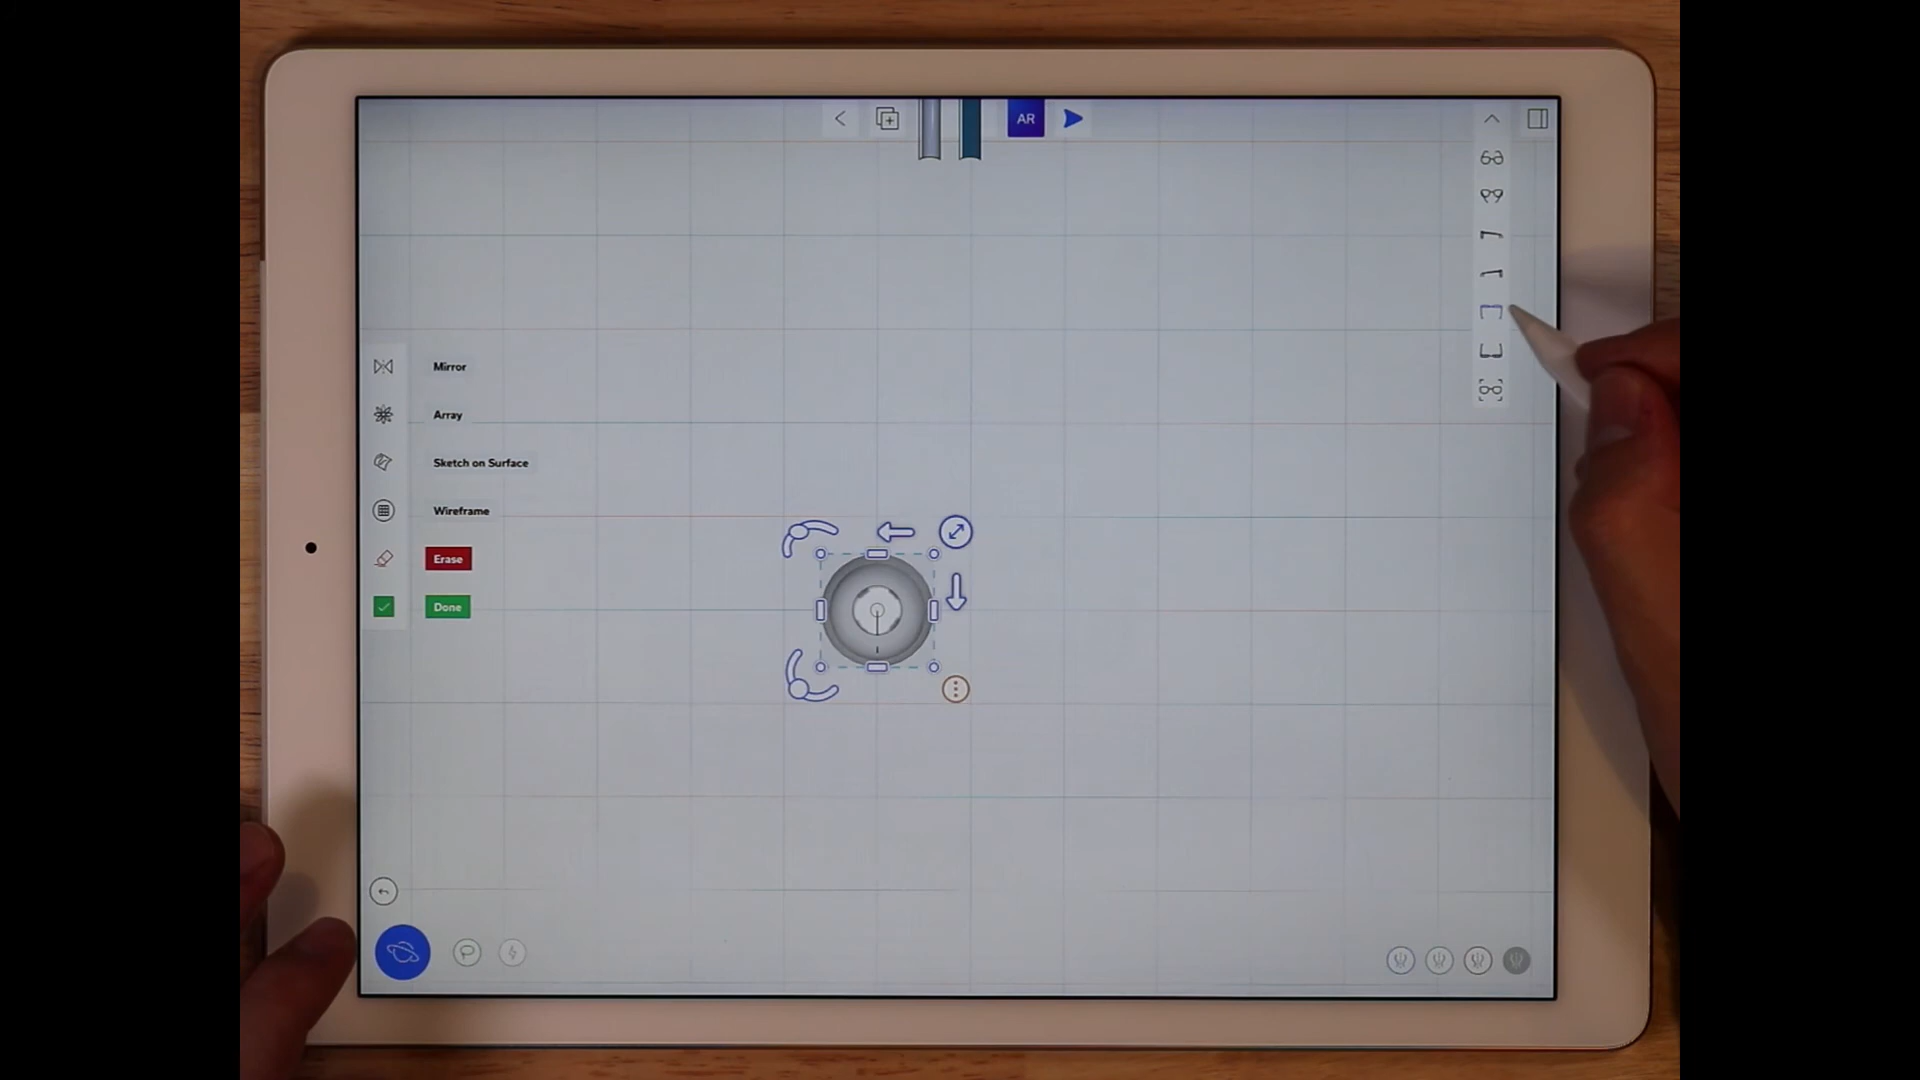 AR
Mirror
Array
Sketch on Surface
Wireframe
Erase
Done